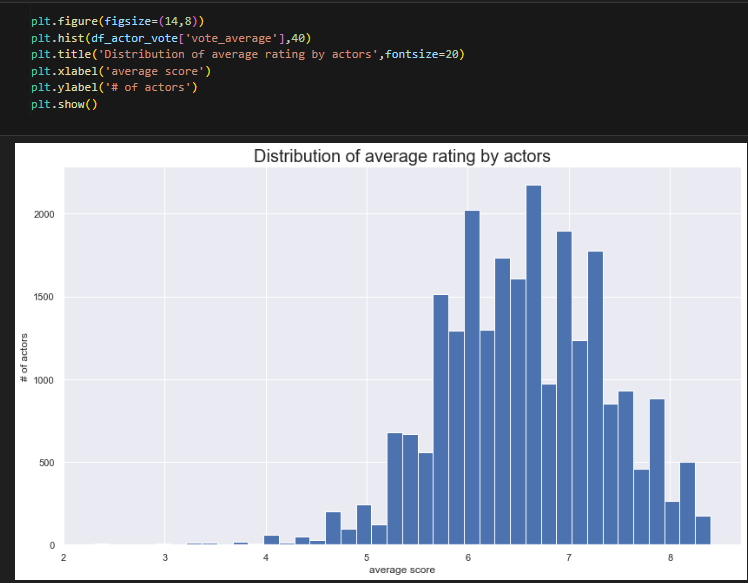 plt.figure(figsize=(14,8))
plt.hist(df_actor_vote['vote_average'],40)
plt.title('Distribution of average rating by actors',fontsize=20)
plt.xlabel('average score')
plt.ylabel('# of actors')
plt.show()
Distribution of average rating by actors
# of actors
2000
1500
1000
500
0
2 3 4 5 6 7 8
average score